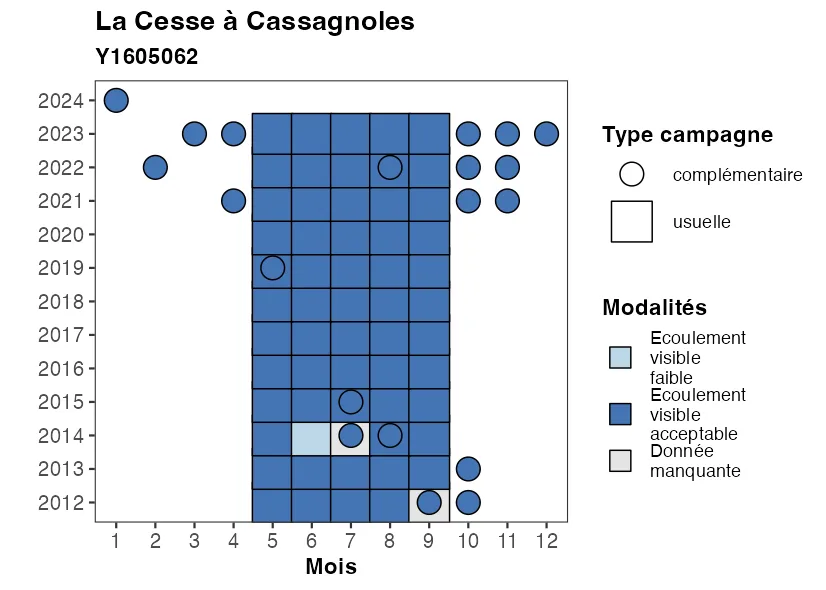 La Cesse à Cassagnoles
Y1605062
2024
2023
2022
2021
2020
2019
2018
2017
2016
2015
2014
2013
2012
1 2 3 4 5 6 7 8 9 10 11 12
Mois
Type campagne
complémentaire
usuelle
Modalités
Ecoulement
visible
faible
Ecoulement
visible
acceptable
Donnée
manquante